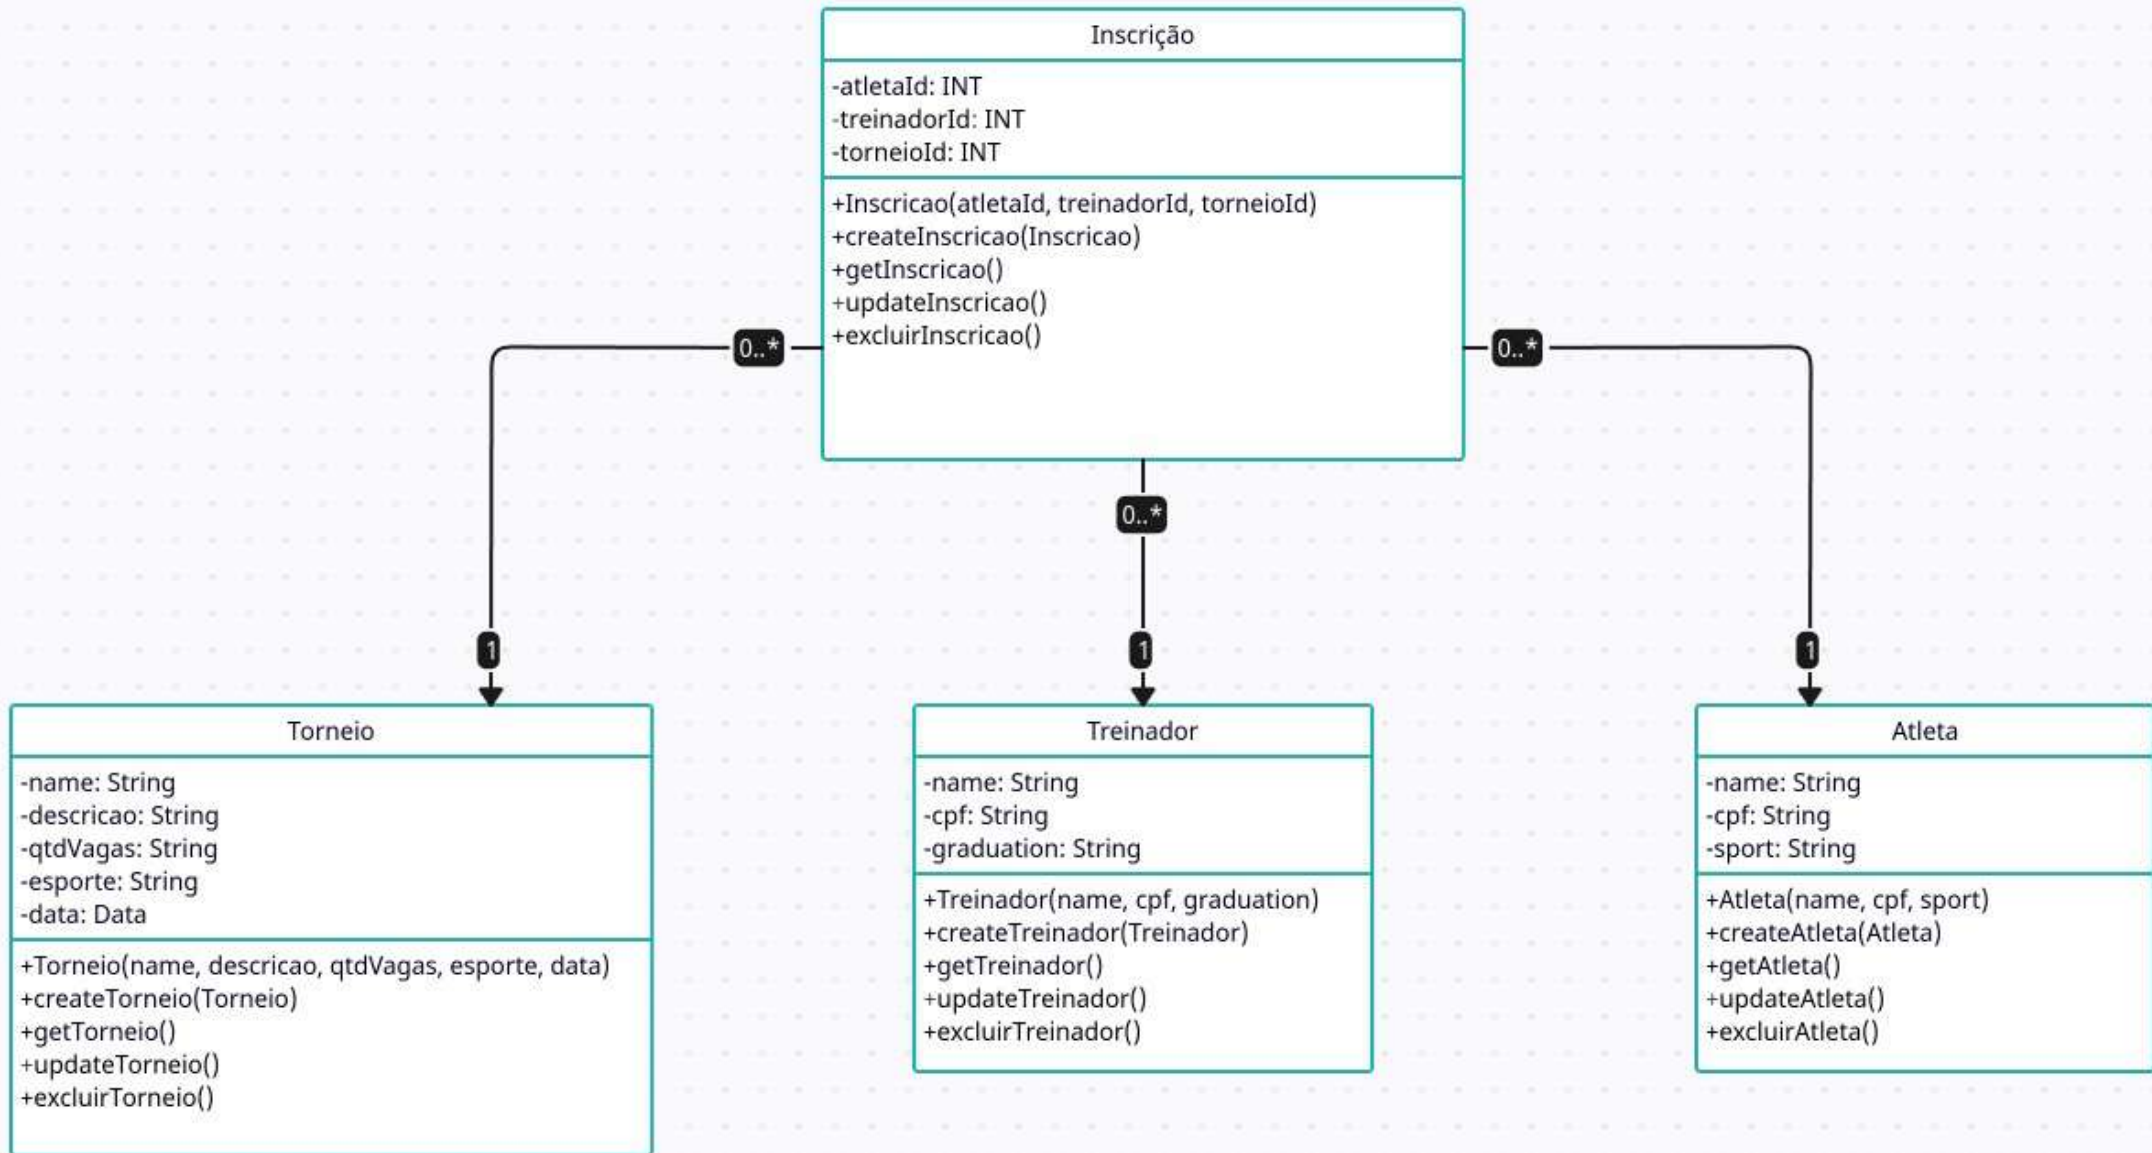 Inscrição
-atletaId: INT
-treinadorId: INT
-torneioId: INT
+Inscricao(atletaId, treinadorId, torneioId)
+createInscricao(Inscricao)
+getInscricao()
+updateInscricao()
+excluirInscricao()
0..*
0..*
0..*
1
1
1
Torneio
-name: String
-descricao: String
-qtdVagas: String
-esporte: String
-data: Data
+Torneio(name, descricao, qtdVagas, esporte, data)
+createTorneio(Torneio)
+getTorneio()
+updateTorneio()
+excluirTorneio()
Treinador
-name: String
-cpf: String
-graduation: String
+Treinador(name, cpf, graduation)
+createTreinador(Treinador)
+getTreinador()
+updateTreinador()
+excluirTreinador()
Atleta
-name: String
-cpf: String
-sport: String
+Atleta(name, cpf, sport)
+createAtleta(Atleta)
+getAtleta()
+updateAtleta()
+excluirAtleta()